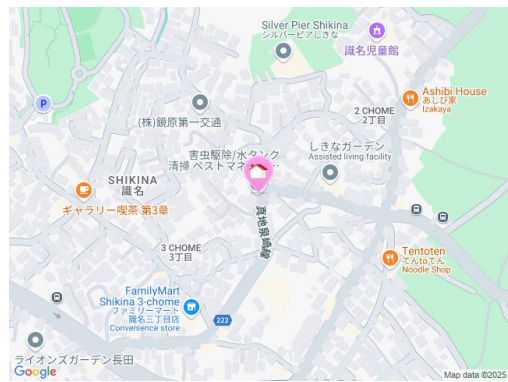 Silver Pier Shikina
シルバーピアしきな
識名児童館
P
Ashibi House
あしび家
Izakaya
2 CHOME
2丁目
(株)鏡原第一交通
害虫駆除/水タンク
清掃 ペストマネ...
しきなガーデン
Assisted living facility
SHIKINA
識名
ギャラリー喫茶 第3章
真地泉崎線
3 CHOME
3丁目
Tentoten
てんtoてん
Noodle Shop
FamilyMart
Shikina 3-chome
ファミリーマート
識名三丁目店
Convenience store
222
ライオンズガーデン長田
Google
Map data ©2025